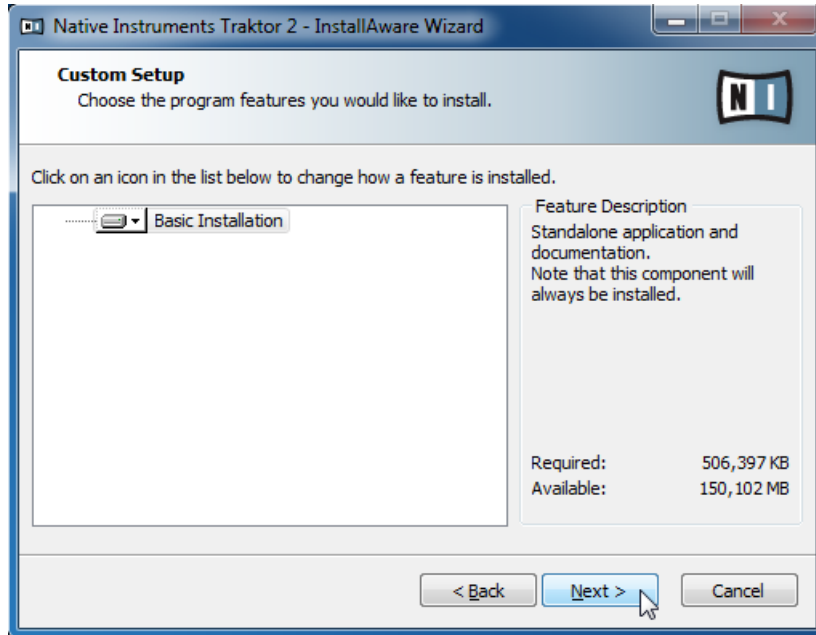 Native Instruments Traktor 2 - InstallAware Wizard
Custom Setup
Choose the program features you would like to install.
N I
Click on an icon in the list below to change how a feature is installed.
Basic Installation
Feature Description
Standalone application and
documentation.
Note that this component will
always be installed.
Required: 506,397 KB
Available: 150,102 MB
< Back
Next >
Cancel